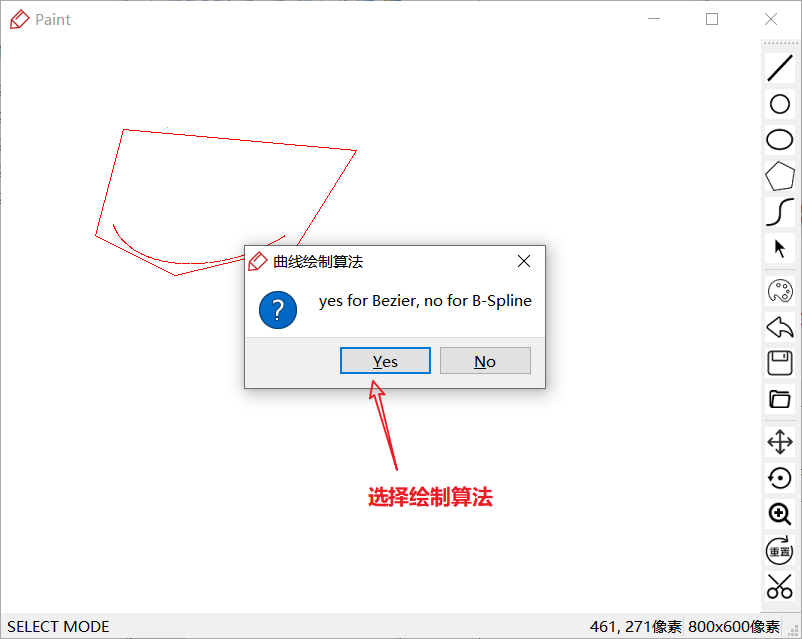 Paint
曲线绘制算法
yes for Bezier, no for B-Spline
Yes
No
选择绘制算法
重置
SELECT MODE
461, 271像素
800x600像素